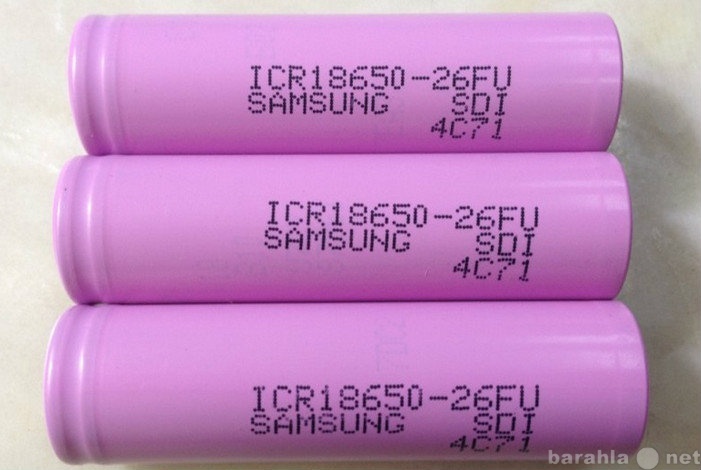 ICR18650-26FU
SAMSUNG SDI
4C71
ICR18650-26FU
SAMSUNG SDI
4C71
ICR18650-26FU
SAMSUNG SDI
4C71
barahla net